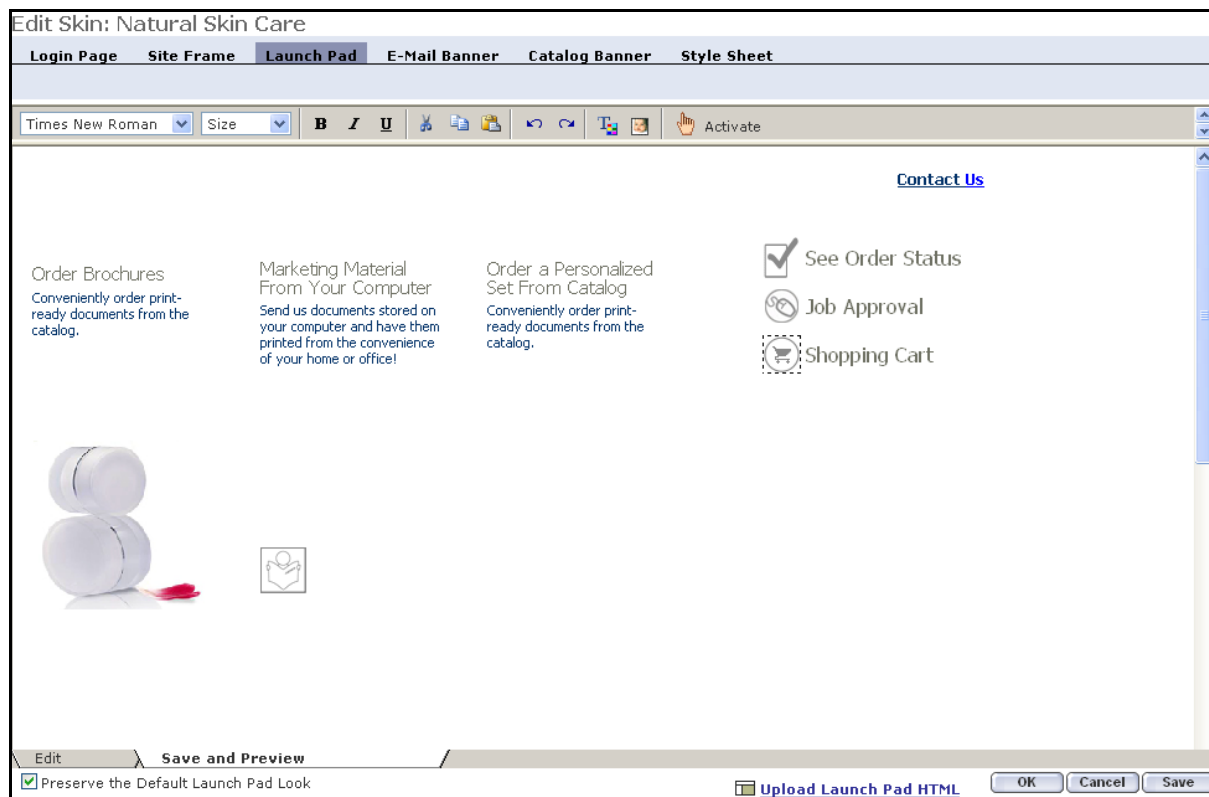 Edit Skin: Natural Skin Care
Login Page Site Frame Launch Pad E-Mail Banner Catalog Banner Style Sheet
Times New Roman Size B I U Activate
Contact Us
Order Brochures
Conveniently order print-
ready documents from the
catalog.
Marketing Material
From Your Computer
Send us documents stored on
your computer and have them
printed from the convenience
of your home or office!
Order a Personalized
Set From Catalog
Conveniently order print-
ready documents from the
catalog.
See Order Status
Job Approval
Shopping Cart
Edit Save and Preview
Preserve the Default Launch Pad Look
Upload Launch Pad HTML
OK Cancel Save